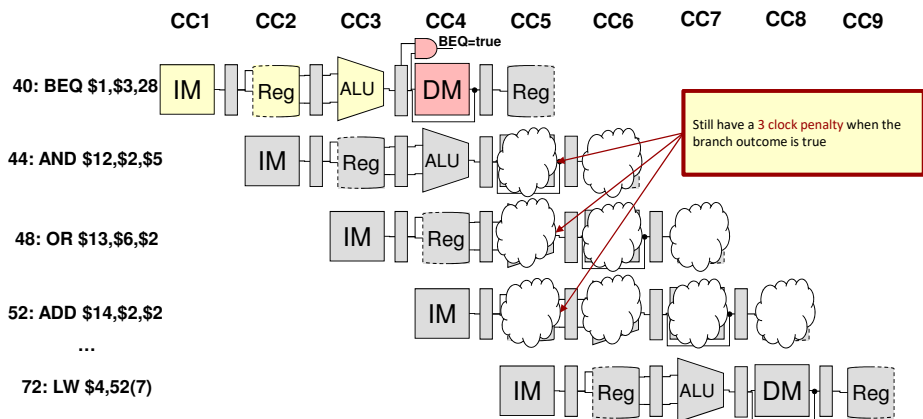 CC1 CC2 CC3 CC4 CC5 CC6 CC7 CC8 CC9
BEQ=true
40: BEQ $1,$3,28 IM Reg ALU DM Reg
Still have a 3 clock penalty when the
branch outcome is true
44: AND $12,$2,$5 IM Reg ALU
48: OR $13,$6,$2 IM Reg
52: ADD $14,$2,$2 IM
...
72: LW $4,52(7) IM Reg ALU DM Reg